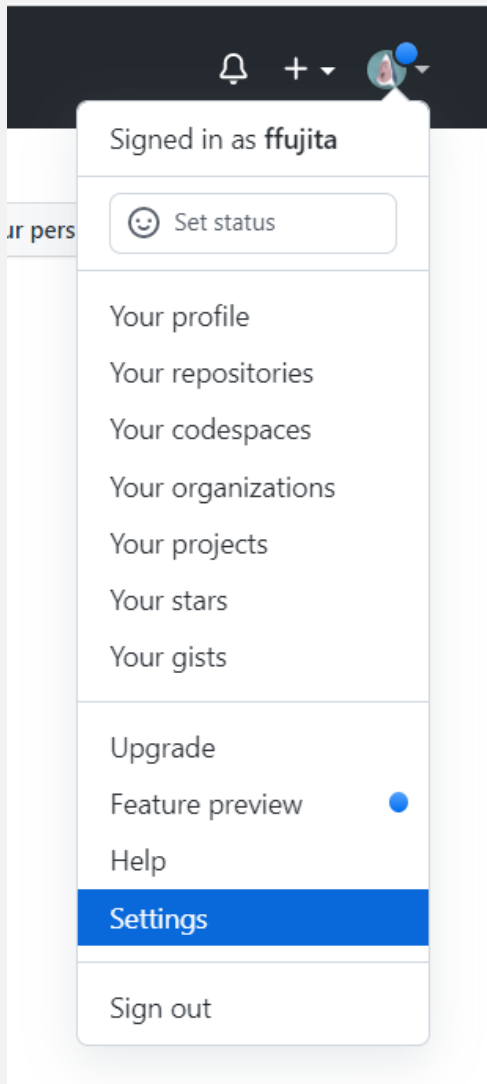 Signed in as ffujita
Set status
ur pers
Your profile
Your repositories
Your codespaces
Your organizations
Your projects
Your stars
Your gists
Upgrade
Feature preview
Help
Settings
Sign out